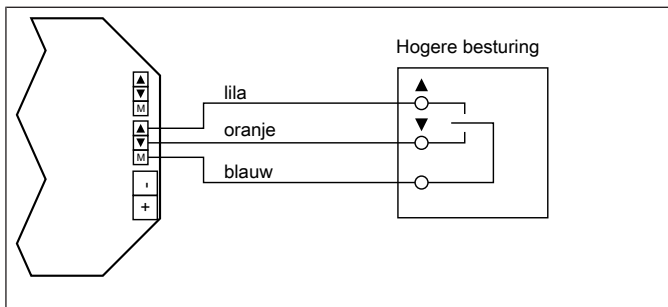 Hogere besturing
▲
▼
M
▲
▼
M
-
+
lila
oranje
blauw
▲
▼